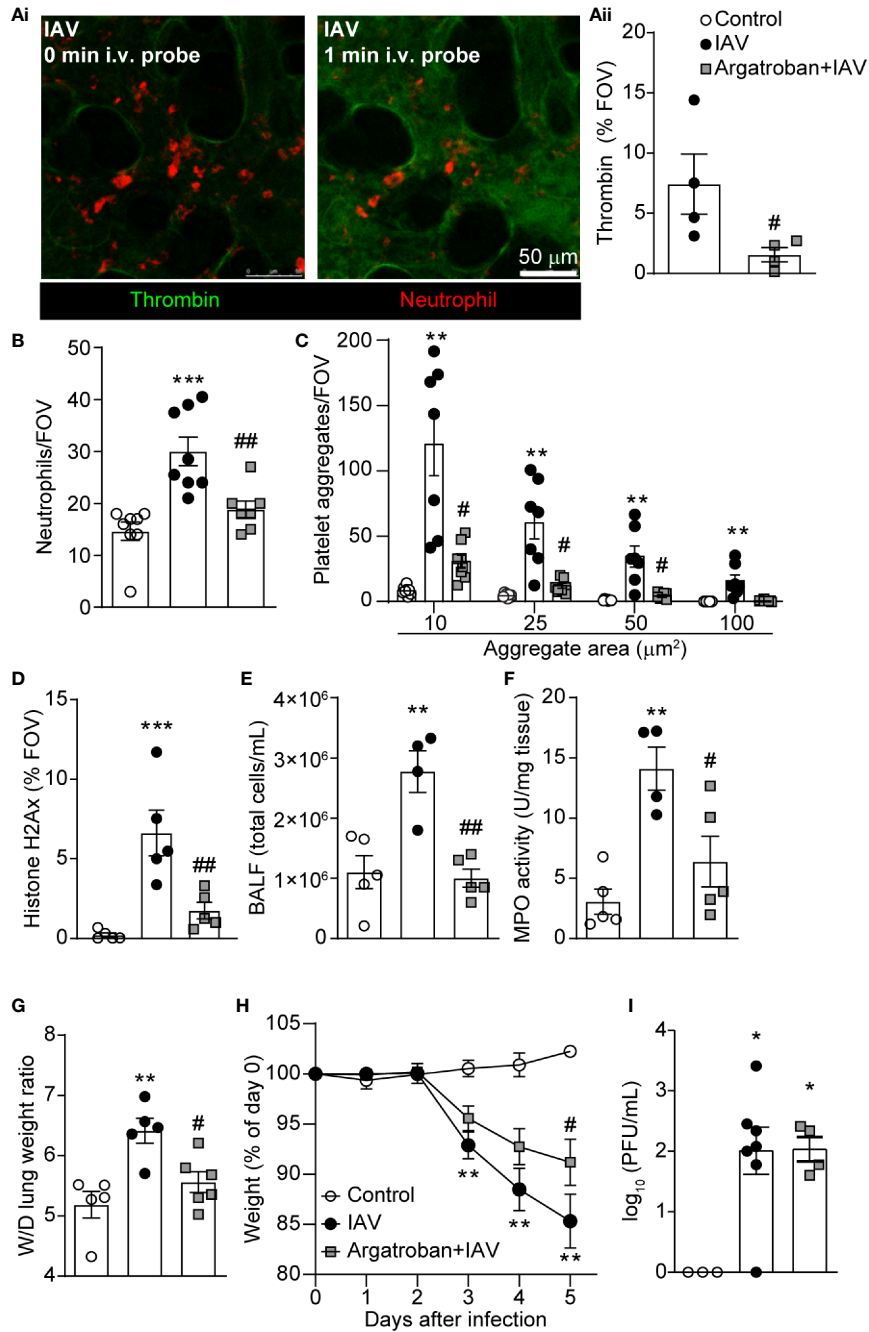 Ai
IAV
0 min i.v. probe
IAV
1 min i.v. probe
50 μm
Thrombin
Neutrophil
Aii
Control
IAV
Argatroban+IAV
Thrombin (% FOV)
20
15
10
5
0
#
B
Neutrophils/FOV
50
40
30
20
10
0
***
##
C
Platelet aggregates/FOV
200
150
100
50
0
**
#
**
#
**
#
**
10
25
50
100
Aggregate area (μm²)
D
Histone H2Ax (% FOV)
15
10
5
0
***
##
E
BALF (total cells/mL)
4×10⁶
3×10⁶
2×10⁶
1×10⁶
0
**
##
F
MPO activity (U/mg tissue)
20
15
10
5
0
**
#
G
W/D lung weight ratio
8
7
6
5
4
**
#
H
Weight (% of day 0)
105
100
95
90
85
80
**
**
#
**
Control
IAV
Argatroban+IAV
0
1
2
3
4
5
Days after infection
I
log₁₀ (PFU/mL)
4
3
2
1
0
*
*